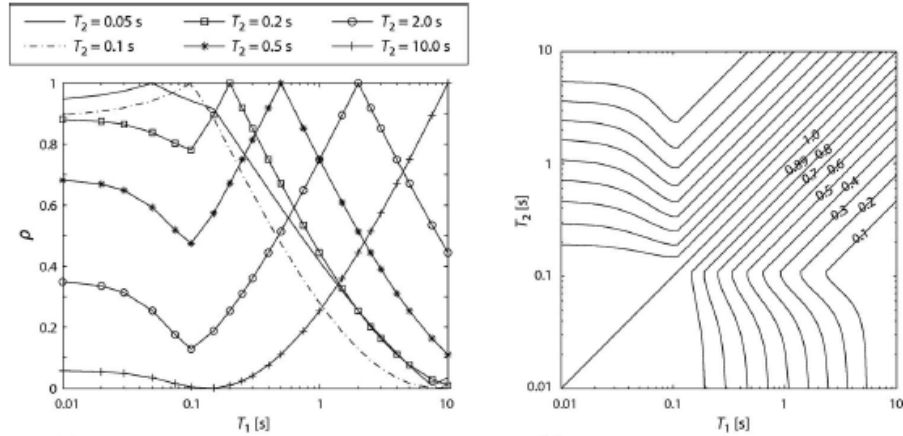 T₂ = 0.05 s T₂ = 0.2 s T₂ = 2.0 s
T₂ = 0.1 s T₂ = 0.5 s T₂ = 10.0 s
1
0.8
0.6
0.4
0.2
0
ρ
0.01 0.1 1 10
T₁ [s]
10
1
0.1
0.01
T₂ [s]
1.0
0.89 0.8
0.7 0.6
0.5 0.4
0.3 0.2
0.1
0.01 0.1 1 10
T₁ [s]